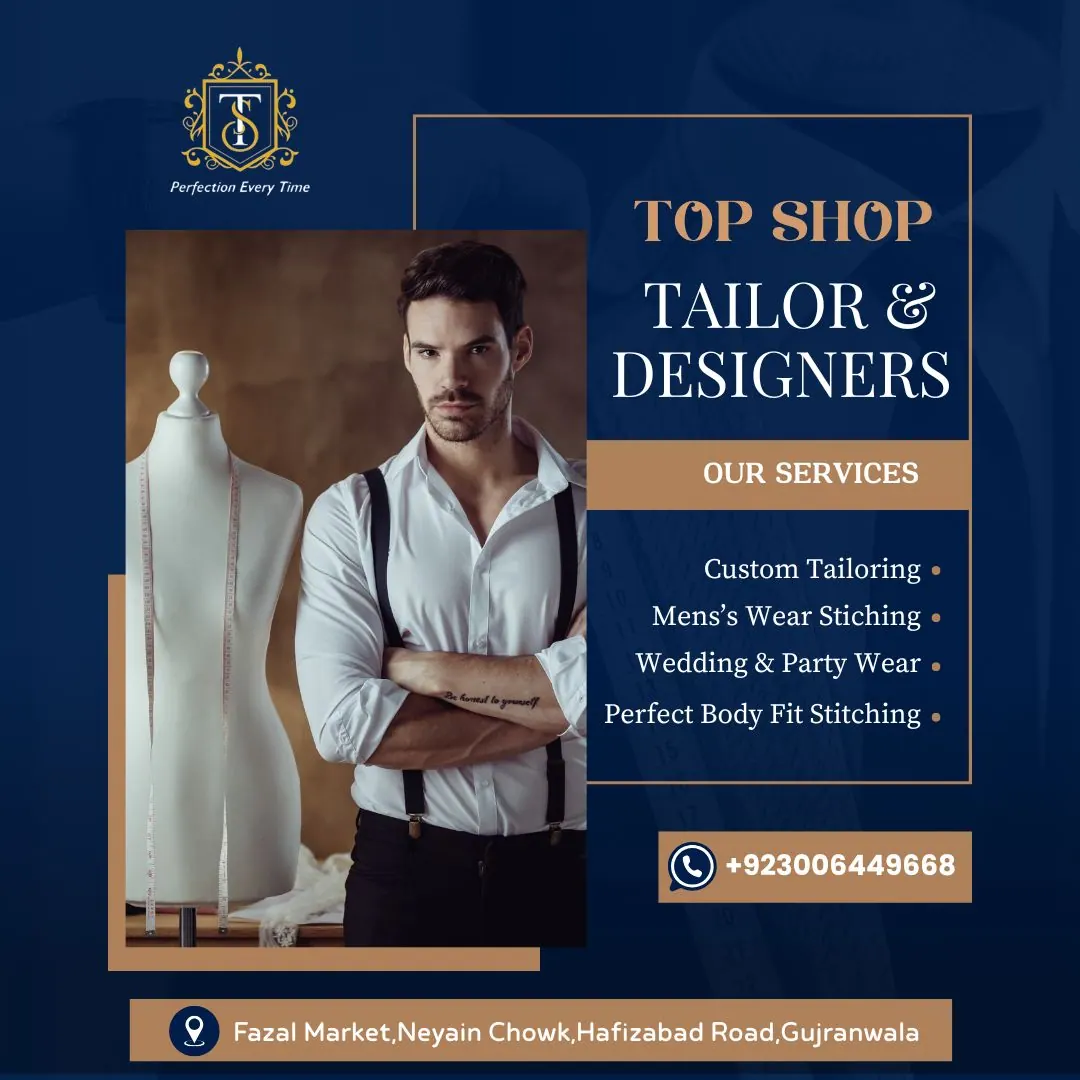 TS
Perfection Every Time
TOP SHOP
TAILOR &
DESIGNERS
OUR SERVICES
Custom Tailoring
Mens's Wear Stiching
Wedding & Party Wear
Perfect Body Fit Stitching
Be honest to yourself
+923006449668
Fazal Market,Neyain Chowk,Hafizabad Road,Gujranwala